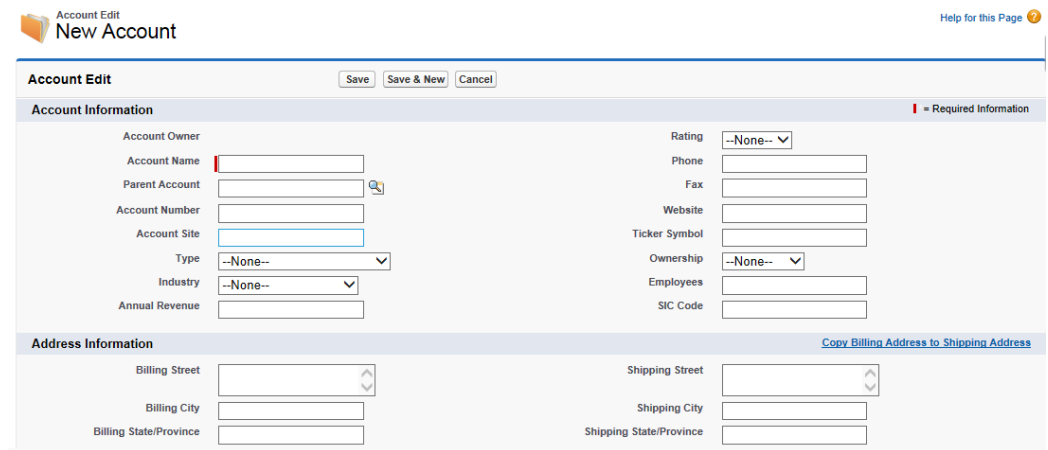 Account Edit
New Account
Help for this Page ?
Account Edit Save Save & New Cancel
Account Information = Required Information
Account Owner Rating --None--
Account Name Phone
Parent Account Fax
Account Number Website
Account Site Ticker Symbol
Type --None-- Ownership --None--
Industry --None-- Employees
Annual Revenue SIC Code
Address Information Copy Billing Address to Shipping Address
Billing Street Shipping Street
Billing City Shipping City
Billing State/Province Shipping State/Province